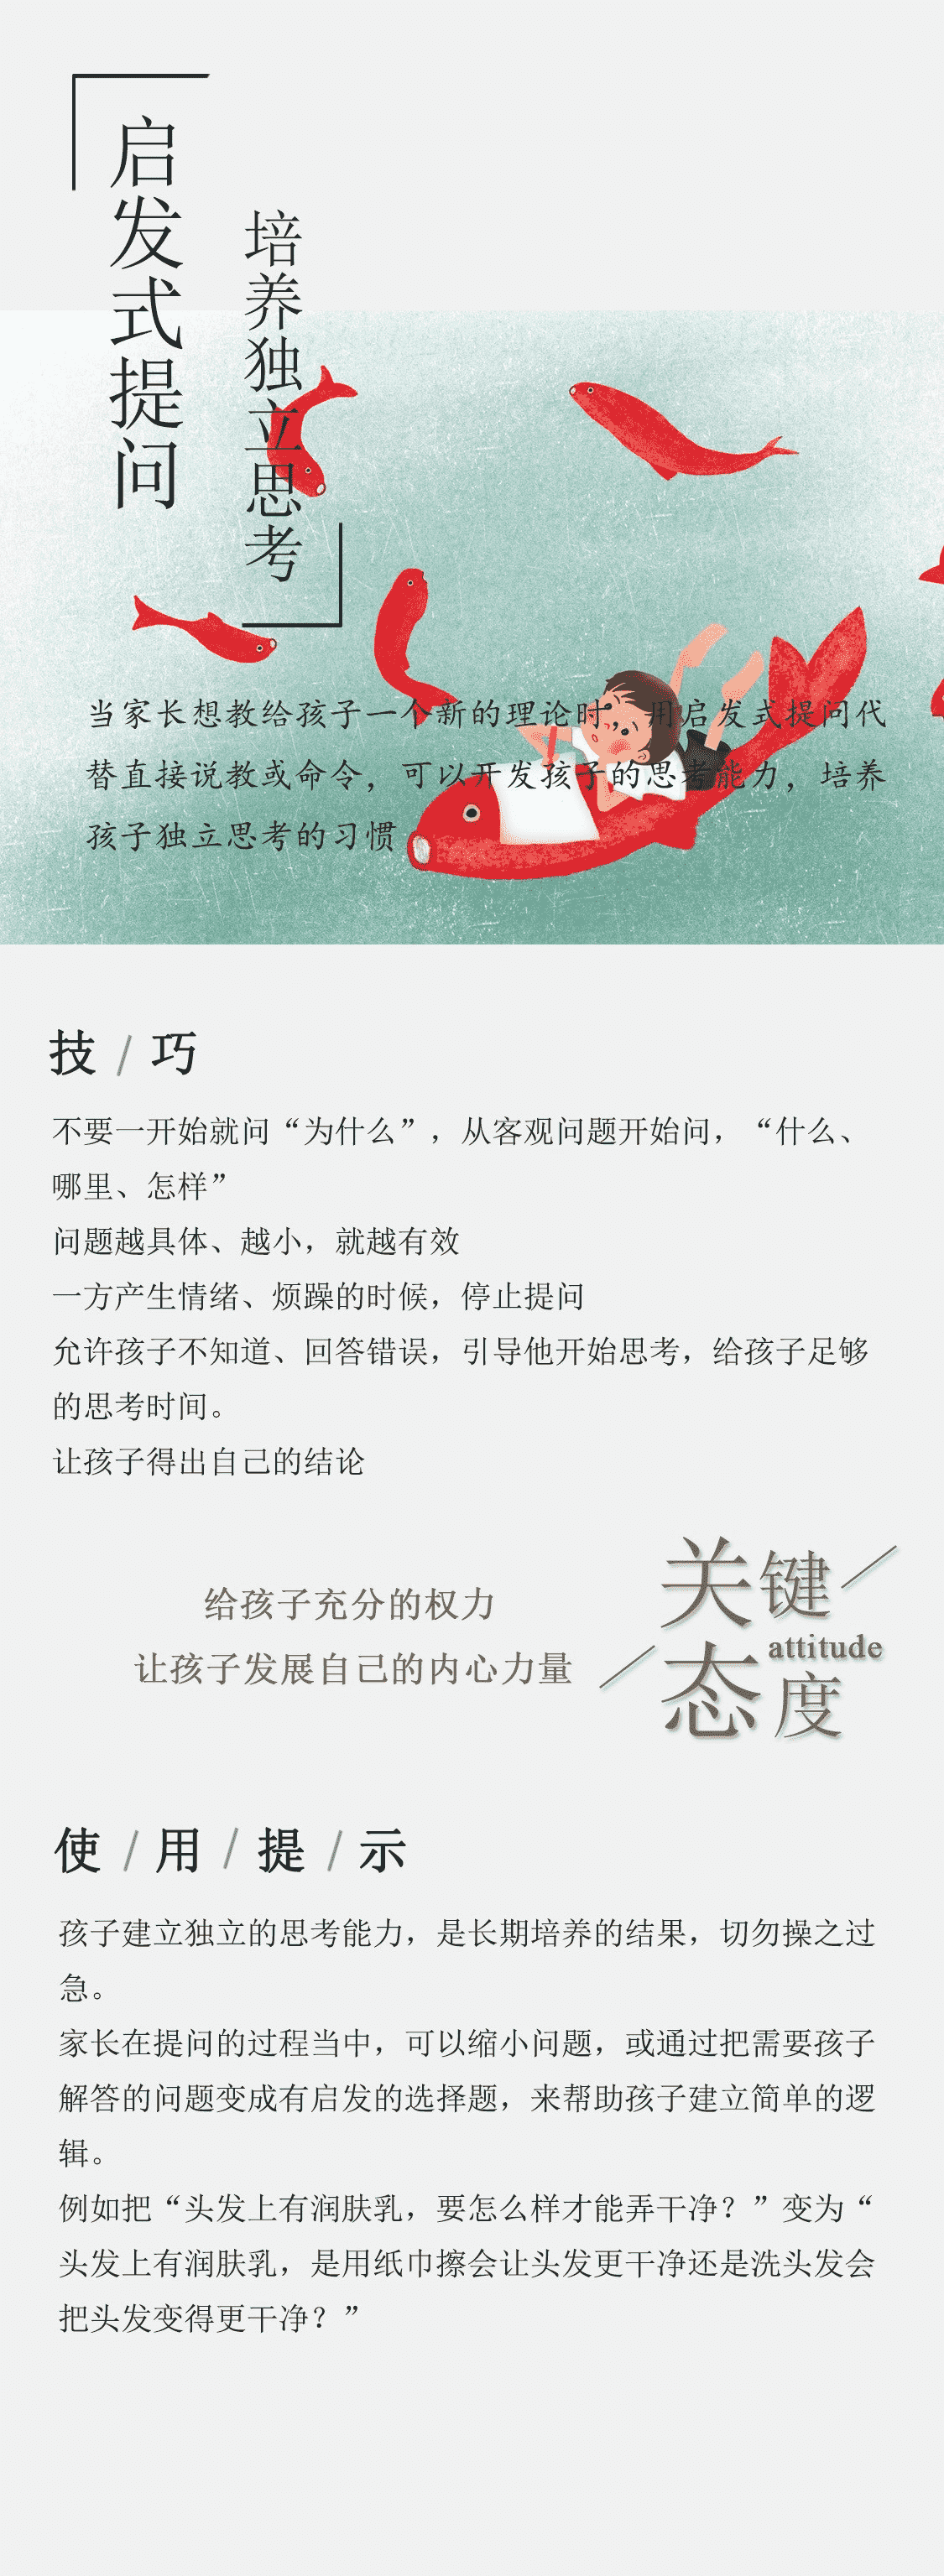 启发式提问
培养独立思考
当家长想教给孩子一个新的理论时，用启发式提问代
替直接说教或命令，可以开发孩子的思考能力，培养
孩子独立思考的习惯
技/巧
不要一开始就问“为什么”，从客观问题开始问，“什么、
哪里、怎样”
问题越具体、越小，就越有效
一方产生情绪、烦躁的时候，停止提问
允许孩子不知道、回答错误，引导他开始思考，给孩子足够
的思考时间。
让孩子得出自己的结论
给孩子充分的权力
让孩子发展自己的内心力量
关键
attitude
态度
使/用/提/示
孩子建立独立的思考能力，是长期培养的结果，切勿操之过
急。
家长在提问的过程当中，可以缩小问题，或通过把需要孩子
解答的问题变成有启发的选择题，来帮助孩子建立简单的逻
辑。
例如把“头发上有润肤乳，要怎么样才能弄干净？”变为“
头发上有润肤乳，是用纸巾擦会让头发更干净还是洗头发会
把头发变得更干净？”